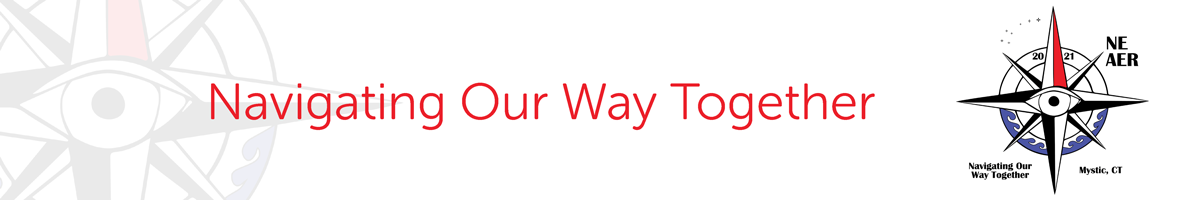 Navigating Our Way Together
NE
AER
20 21
Navigating Our
Way Together
Mystic, CT